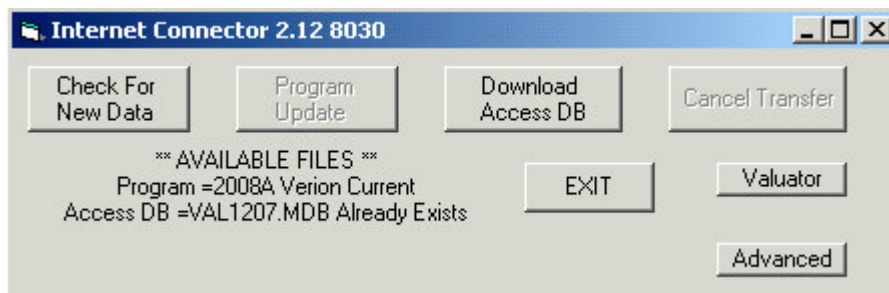 Internet Connector 2.12 8030
Check For
New Data
Program
Update
Download
Access DB
Cancel Transfer
** AVAILABLE FILES **
Program =2008A Verion Current
Access DB =VAL1207.MDB Already Exists
EXIT
Valuator
Advanced